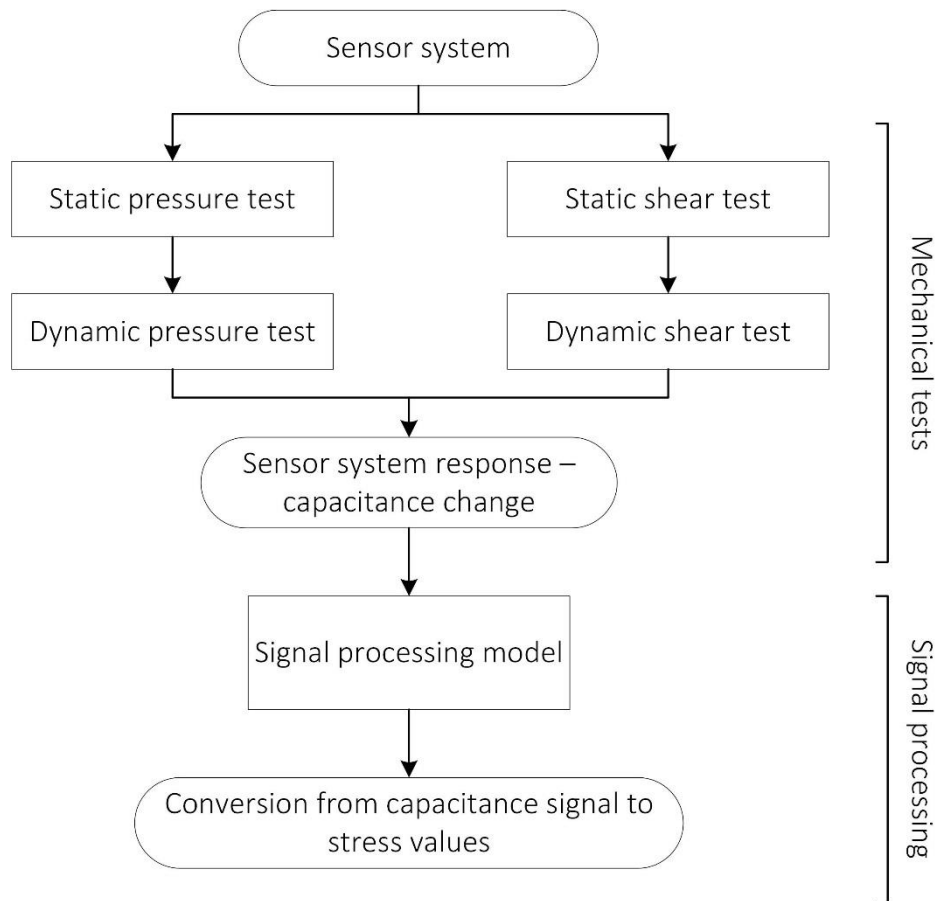 Sensor system
Static pressure test
Static shear test
Dynamic pressure test
Dynamic shear test
Sensor system response –
capacitance change
Signal processing model
Conversion from capacitance signal to
stress values
Mechanical tests
Signal processing